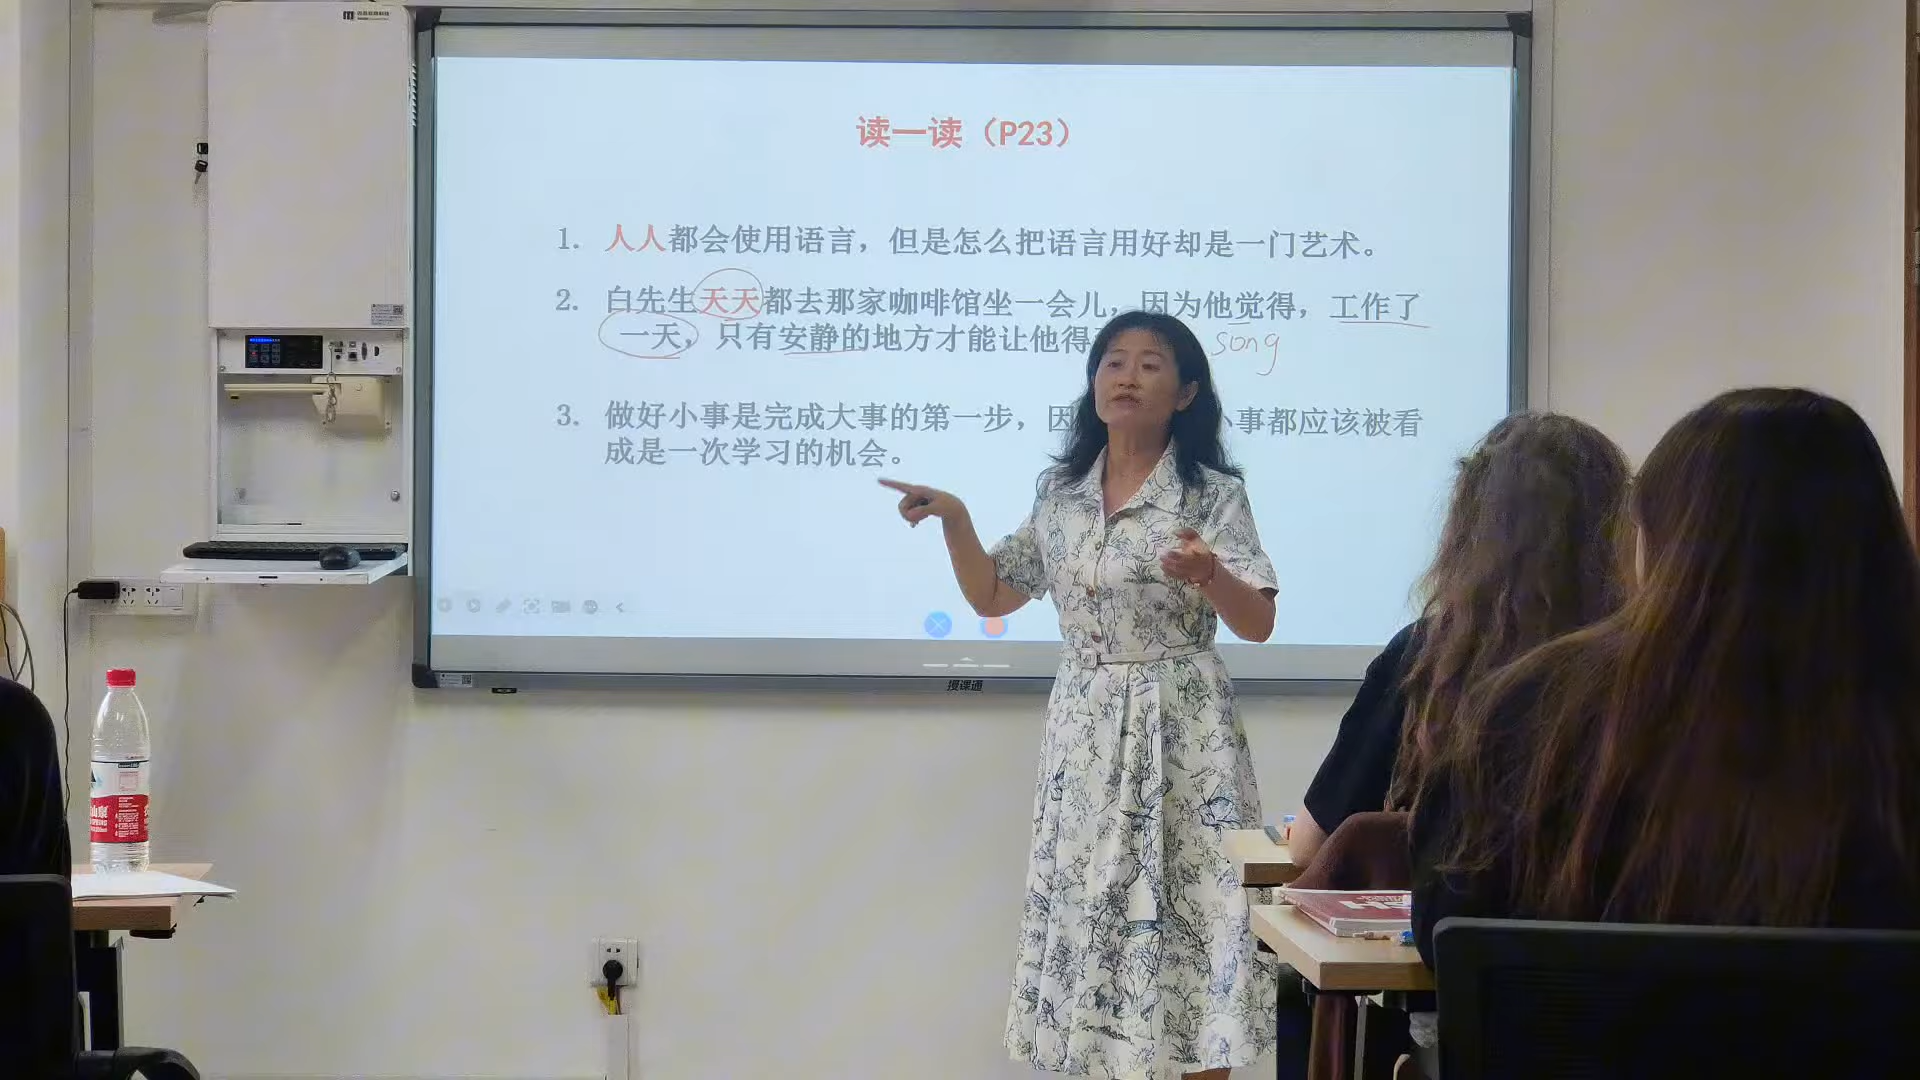 读一读（P23）
1. 人人都会使用语言，但是怎么把语言用好却是一门艺术。
2. 白先生天天都去那家咖啡馆坐一会儿，因为他觉得，工作了
一天，只有安静的地方才能让他得
sōng
3. 做好小事是完成大事的第一步，因 小事都应该被看
成是一次学习的机会。
授课通